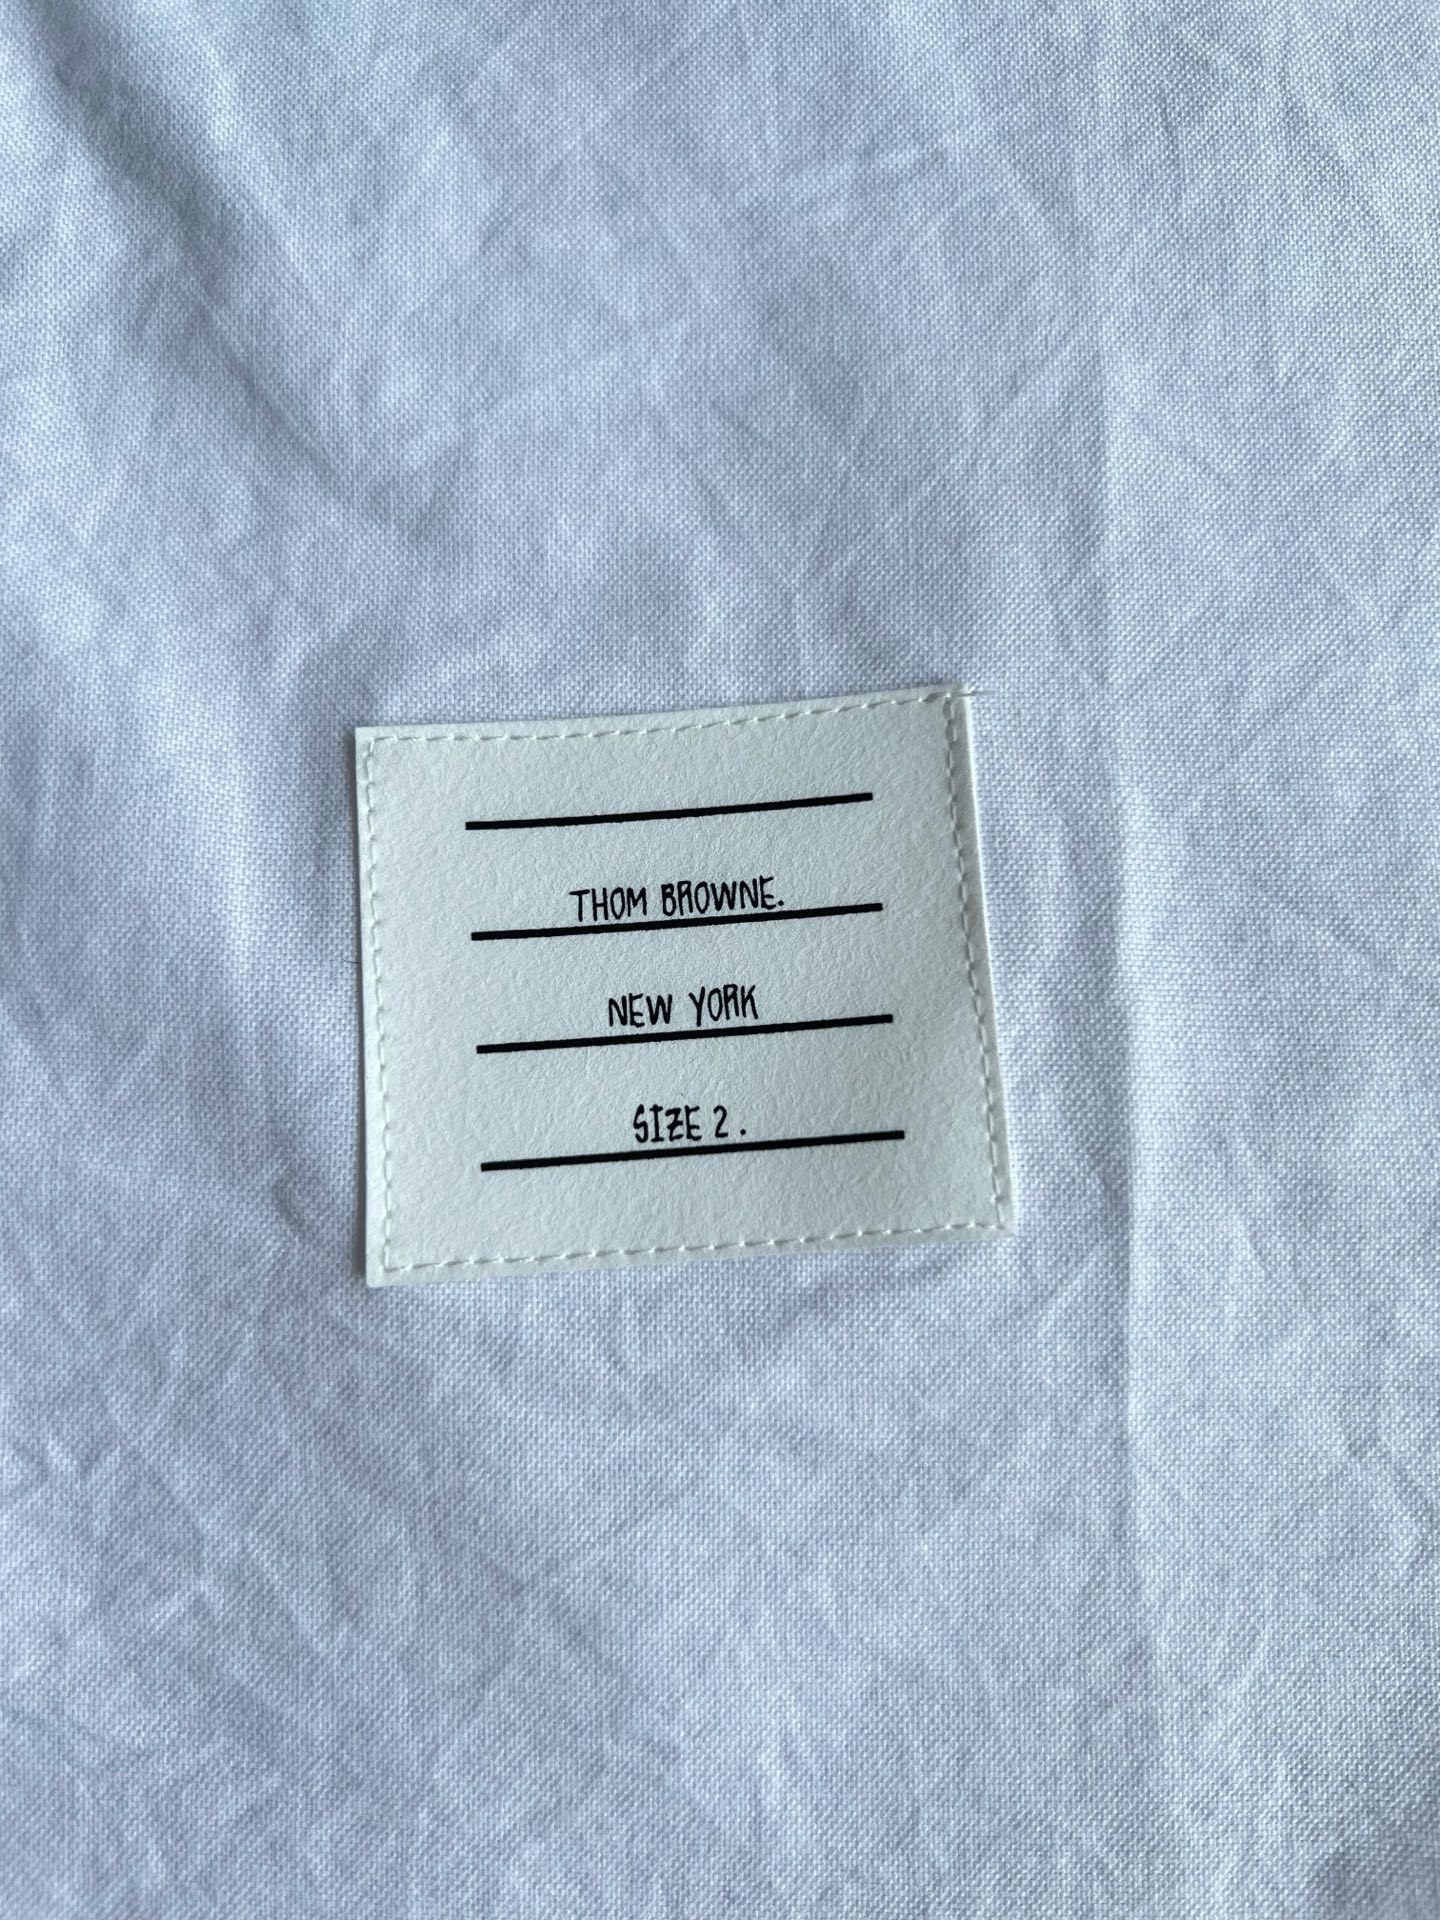 THOM BROWNE.
NEW YORK
SIZE 2.